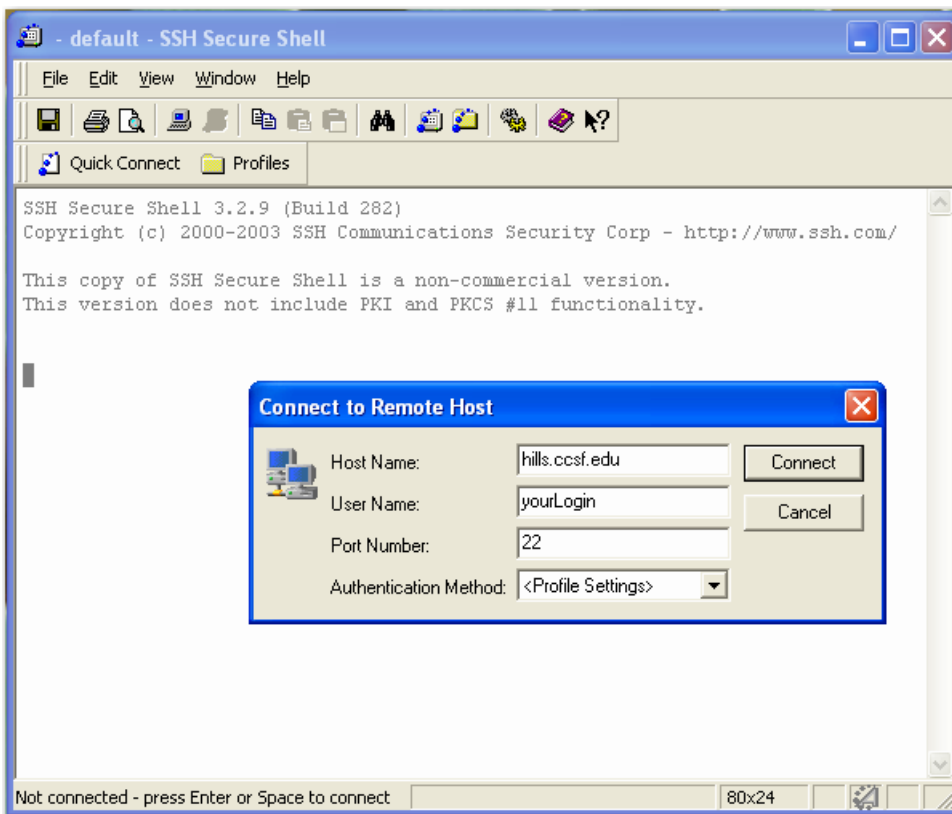 - default - SSH Secure Shell
File Edit View Window Help
Quick Connect Profiles
SSH Secure Shell 3.2.9 (Build 282)
Copyright (c) 2000-2003 SSH Communications Security Corp - http://www.ssh.com/
This copy of SSH Secure Shell is a non-commercial version.
This version does not include PKI and PKCS #11 functionality.
Connect to Remote Host
Host Name: hills.ccsf.edu Connect
User Name: yourLogin Cancel
Port Number: 22
Authentication Method: <Profile Settings>
Not connected - press Enter or Space to connect 80x24